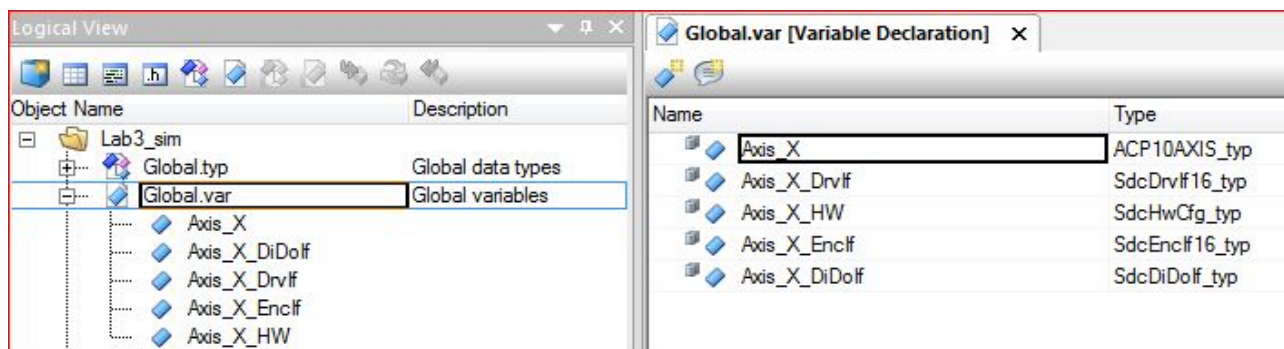 Logical View
Object Name Description
Lab3_sim
Global.typ Global data types
Global.var Global variables
Axis_X
Axis_X_DiDoIf
Axis_X_DrvIf
Axis_X_EncIf
Axis_X_HW
Global.var [Variable Declaration]
Name Type
Axis_X ACP10AXIS_typ
Axis_X_DrvIf SdcDrvIf16_typ
Axis_X_HW SdcHwCfg_typ
Axis_X_EncIf SdcEncIf16_typ
Axis_X_DiDoIf SdcDiDoIf_typ